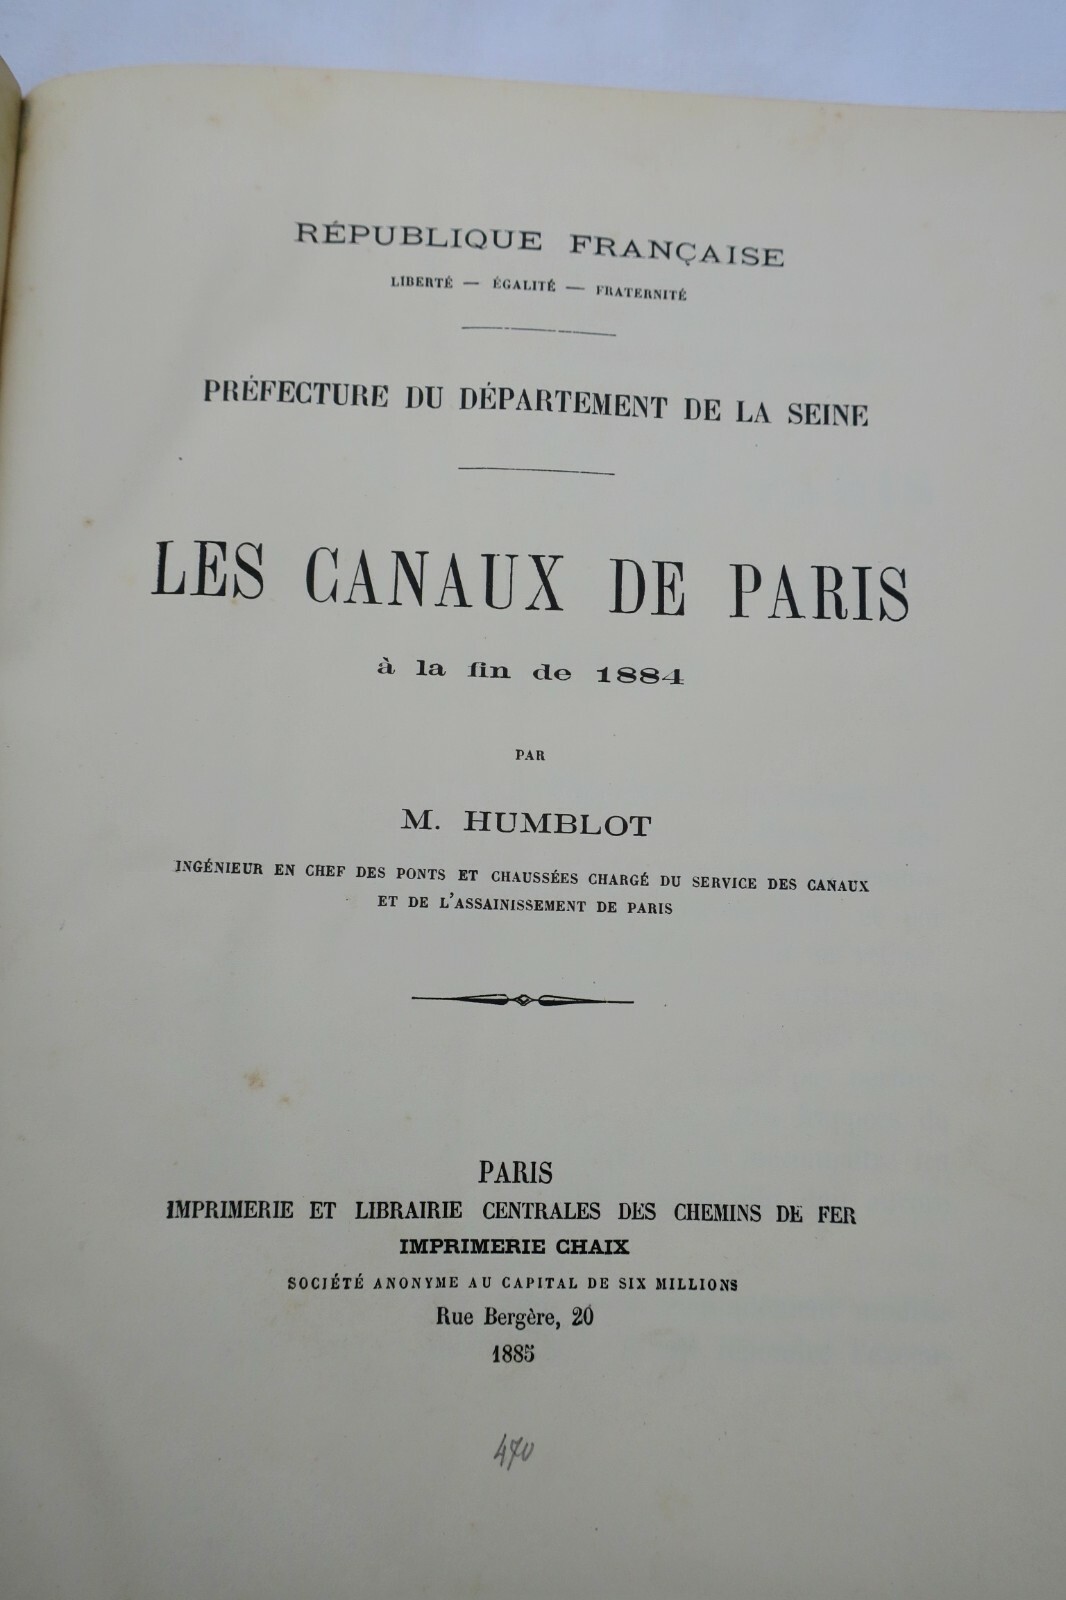 RÉPUBLIQUE FRANÇAISE
LIBERTÉ — ÉGALITÉ — FRATERNITÉ
PRÉFECTURE DU DÉPARTEMENT DE LA SEINE
LES CANAUX DE PARIS
à la fin de 1884
PAR
M. HUMBLOT
INGÉNIEUR EN CHEF DES PONTS ET CHAUSSÉES CHARGÉ DU SERVICE DES CANAUX
ET DE L'ASSAINISSEMENT DE PARIS
PARIS
IMPRIMERIE ET LIBRAIRIE CENTRALES DES CHEMINS DE FER
IMPRIMERIE CHAIX
SOCIÉTÉ ANONYME AU CAPITAL DE SIX MILLIONS
Rue Bergère, 20
1885
470